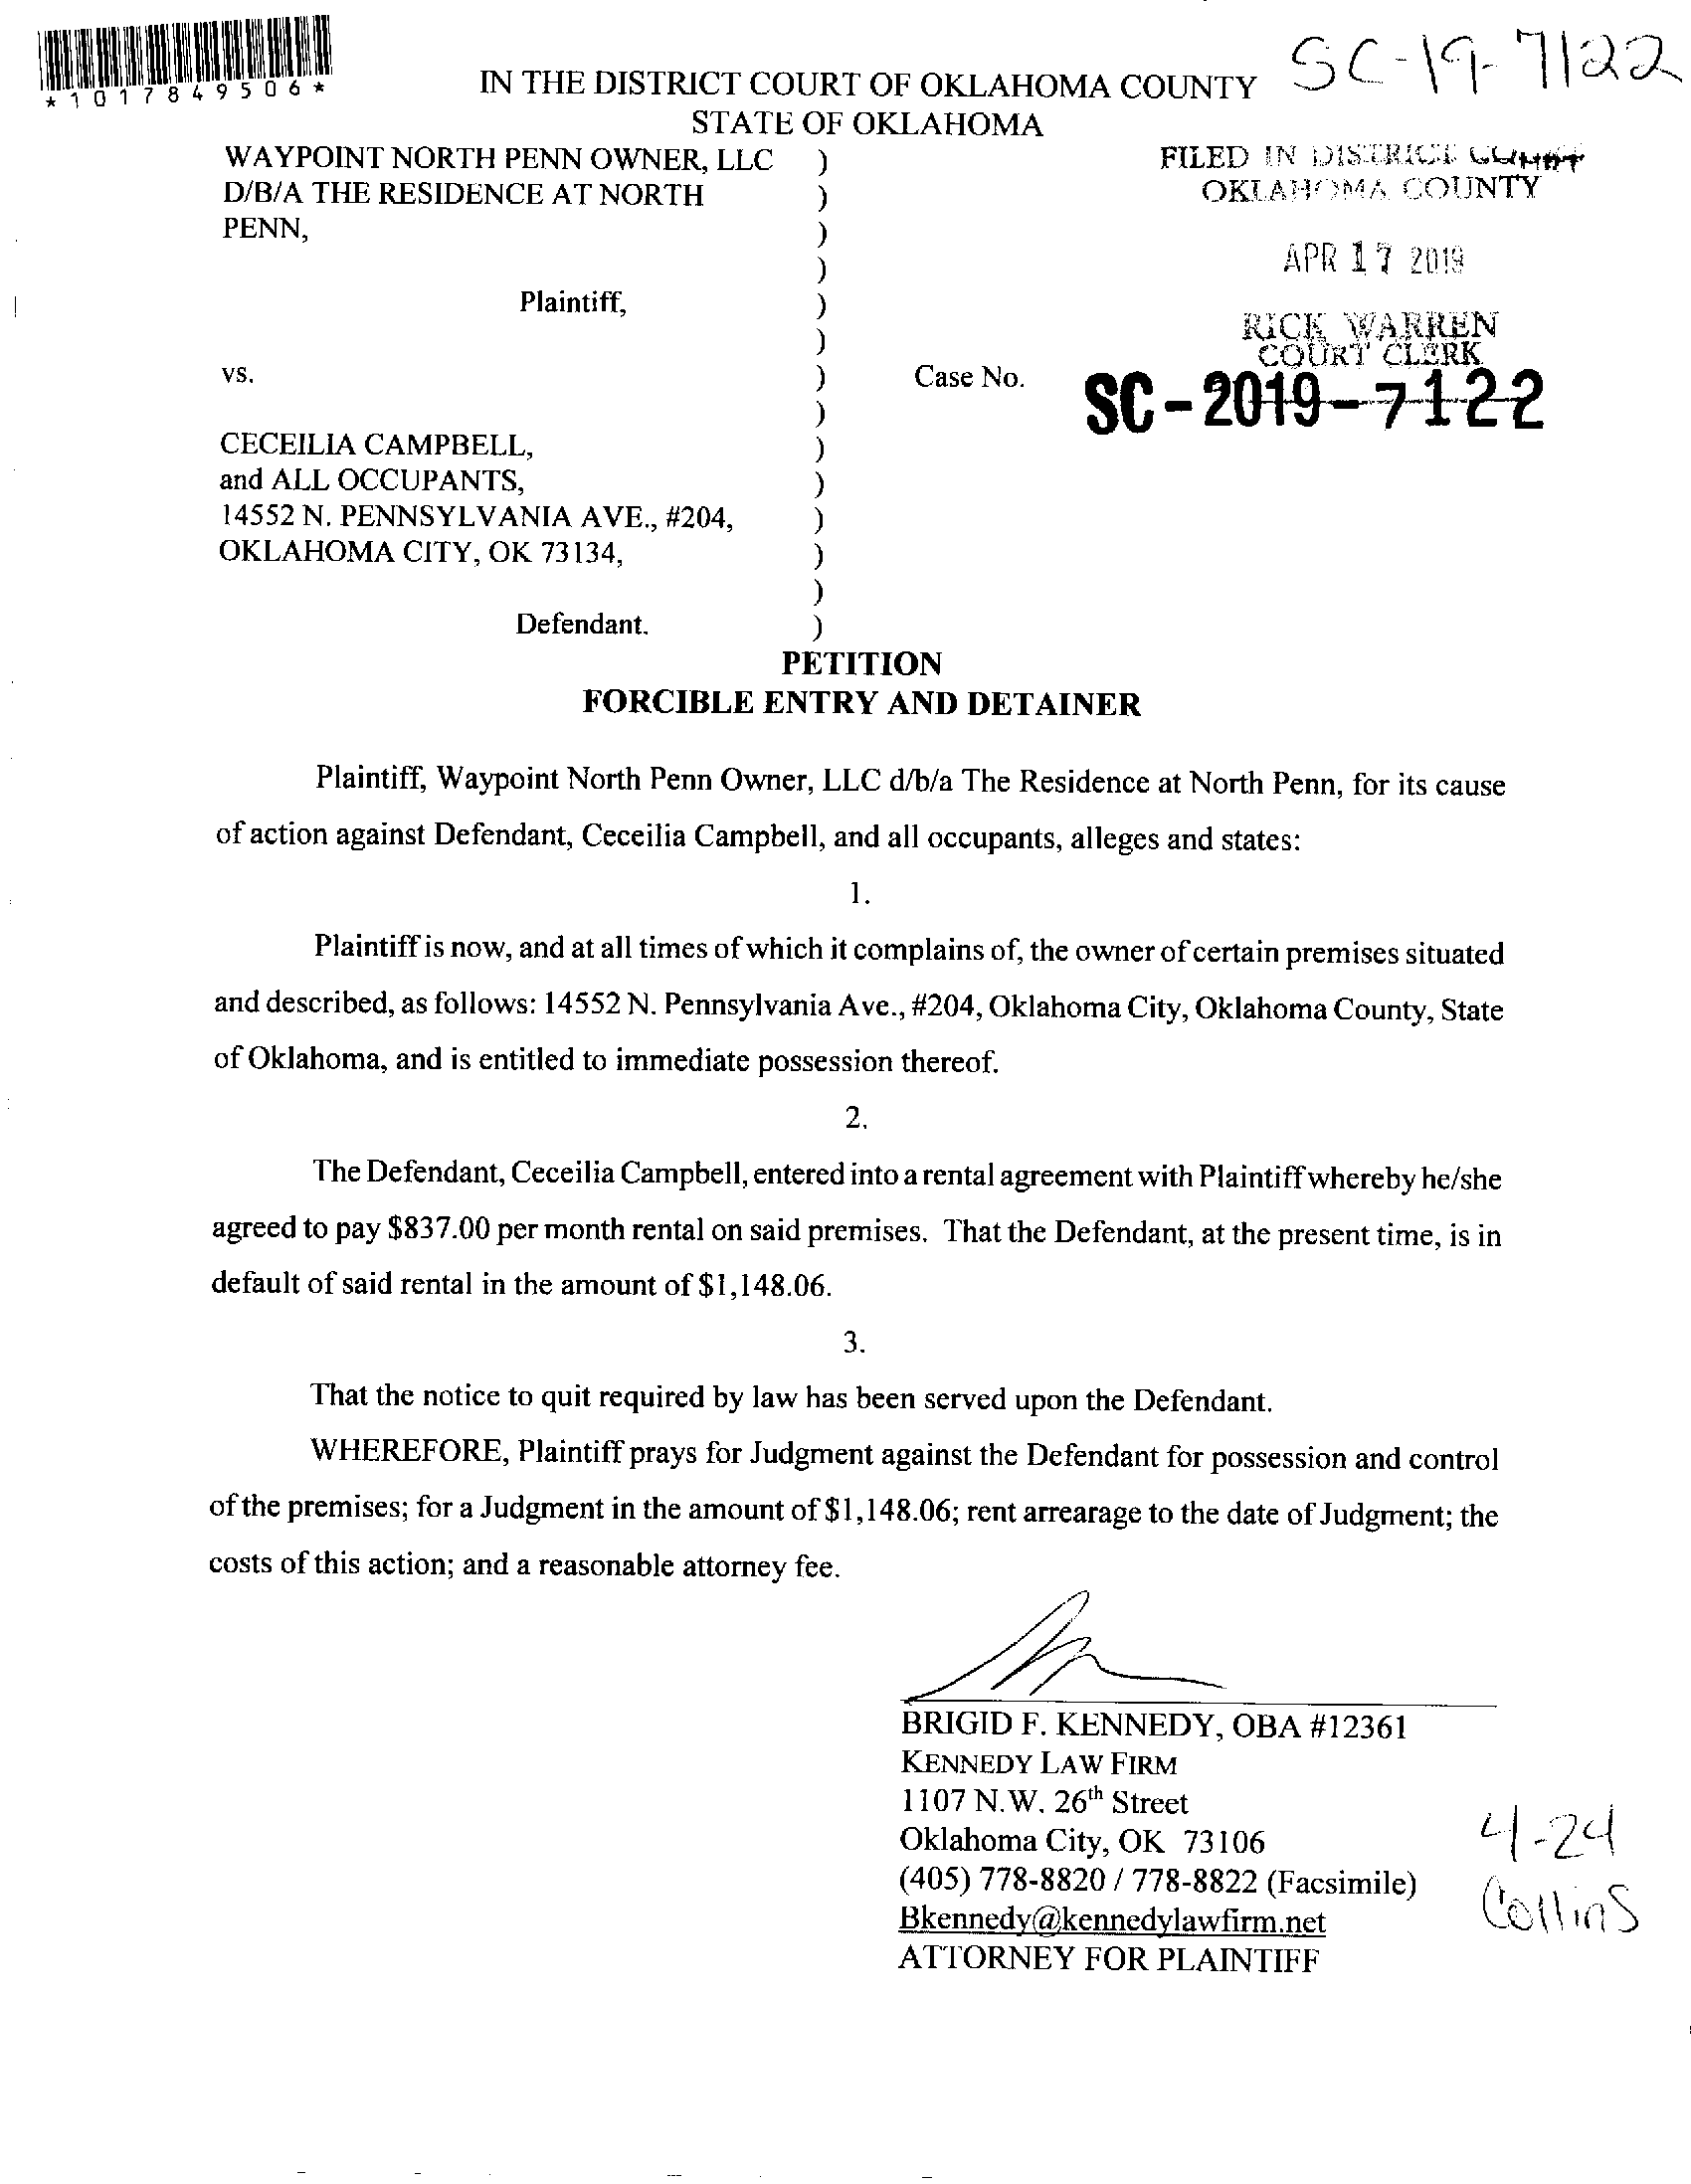 SC-19-7122
*1017849506*
IN THE DISTRICT COURT OF OKLAHOMA COUNTY
STATE OF OKLAHOMA
WAYPOINT NORTH PENN OWNER, LLC )
D/B/A THE RESIDENCE AT NORTH )
PENN, )
)
Plaintiff, )
)
vs. )
)
CECEILIA CAMPBELL, )
and ALL OCCUPANTS, )
14552 N. PENNSYLVANIA AVE., #204, )
OKLAHOMA CITY, OK 73134, )
)
Defendant. )
FILED IN DISTRICT COURT
OKLAHOMA COUNTY
APR 17 2019
RICK WARREN
COURT CLERK
Case No. SC-2019-7122
PETITION
FORCIBLE ENTRY AND DETAINER
Plaintiff, Waypoint North Penn Owner, LLC d/b/a The Residence at North Penn, for its cause
of action against Defendant, Ceceilia Campbell, and all occupants, alleges and states:
1.
Plaintiff is now, and at all times of which it complains of, the owner of certain premises situated
and described, as follows: 14552 N. Pennsylvania Ave., #204, Oklahoma City, Oklahoma County, State
of Oklahoma, and is entitled to immediate possession thereof.
2.
The Defendant, Ceceilia Campbell, entered into a rental agreement with Plaintiff whereby he/she
agreed to pay $837.00 per month rental on said premises. That the Defendant, at the present time, is in
default of said rental in the amount of $1,148.06.
3.
That the notice to quit required by law has been served upon the Defendant.
WHEREFORE, Plaintiff prays for Judgment against the Defendant for possession and control
of the premises; for a Judgment in the amount of $1,148.06; rent arrearage to the date of Judgment; the
costs of this action; and a reasonable attorney fee.
BRIGID F. KENNEDY, OBA #12361
KENNEDY LAW FIRM
1107 N.W. 26th Street
Oklahoma City, OK 73106
(405) 778-8820 / 778-8822 (Facsimile)
Bkennedy@kennedylawfirm.net
ATTORNEY FOR PLAINTIFF
4-24
Collins